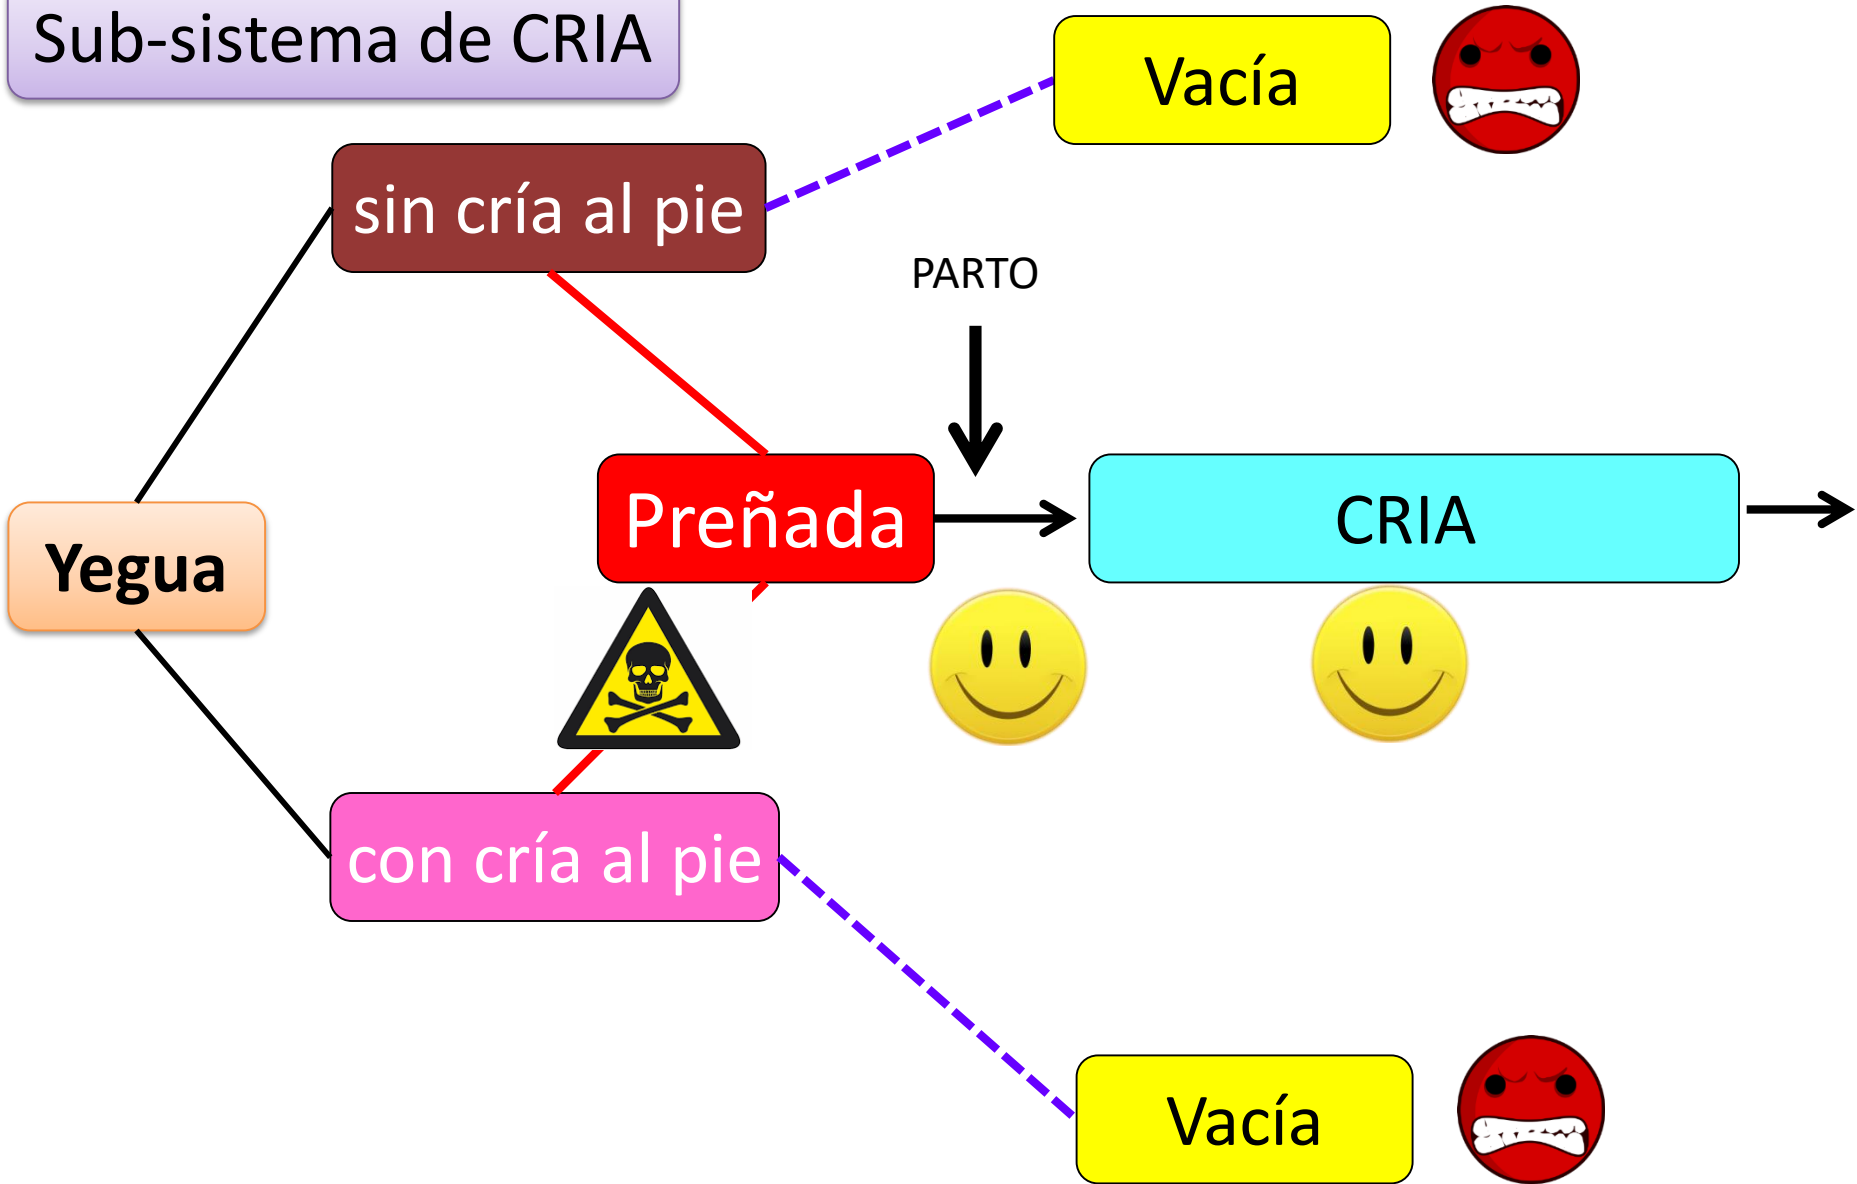 Sub-sistema de CRIA
Vacía
sin cría al pie
PARTO
Preñada
CRIA
Yegua
con cría al pie
Vacía